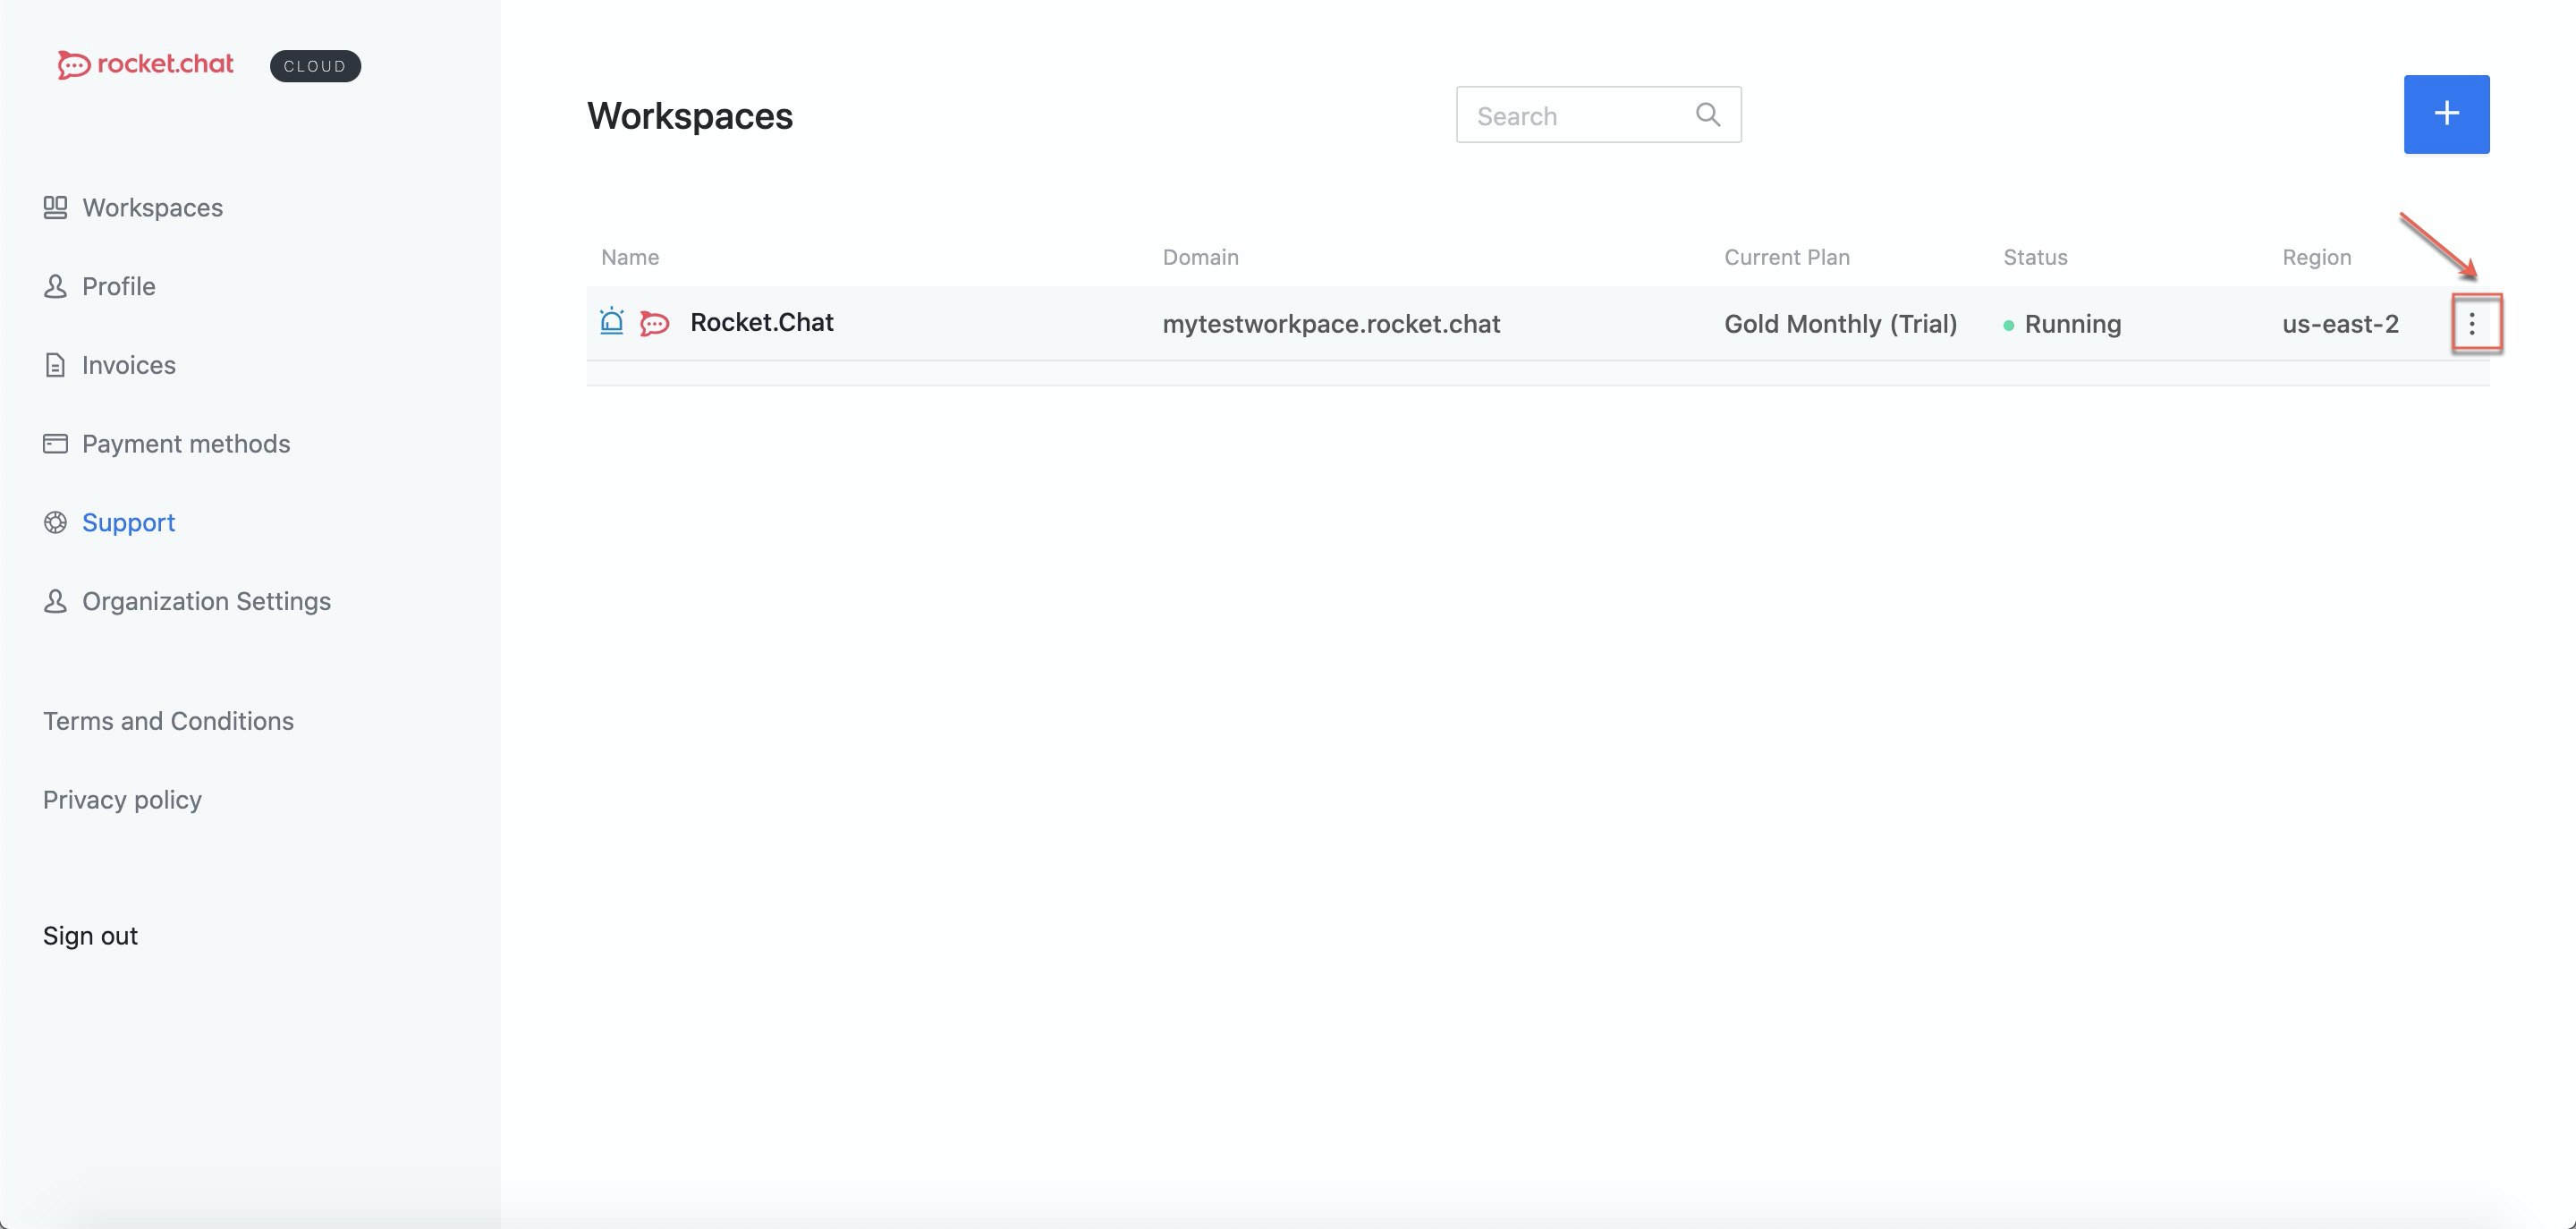 rocket.chat CLOUD
Workspaces
Profile
Invoices
Payment methods
Support
Organization Settings
Terms and Conditions
Privacy policy
Sign out
Workspaces
Search
Name Domain Current Plan Status Region
Rocket.Chat mytestworkpace.rocket.chat Gold Monthly (Trial) Running us-east-2